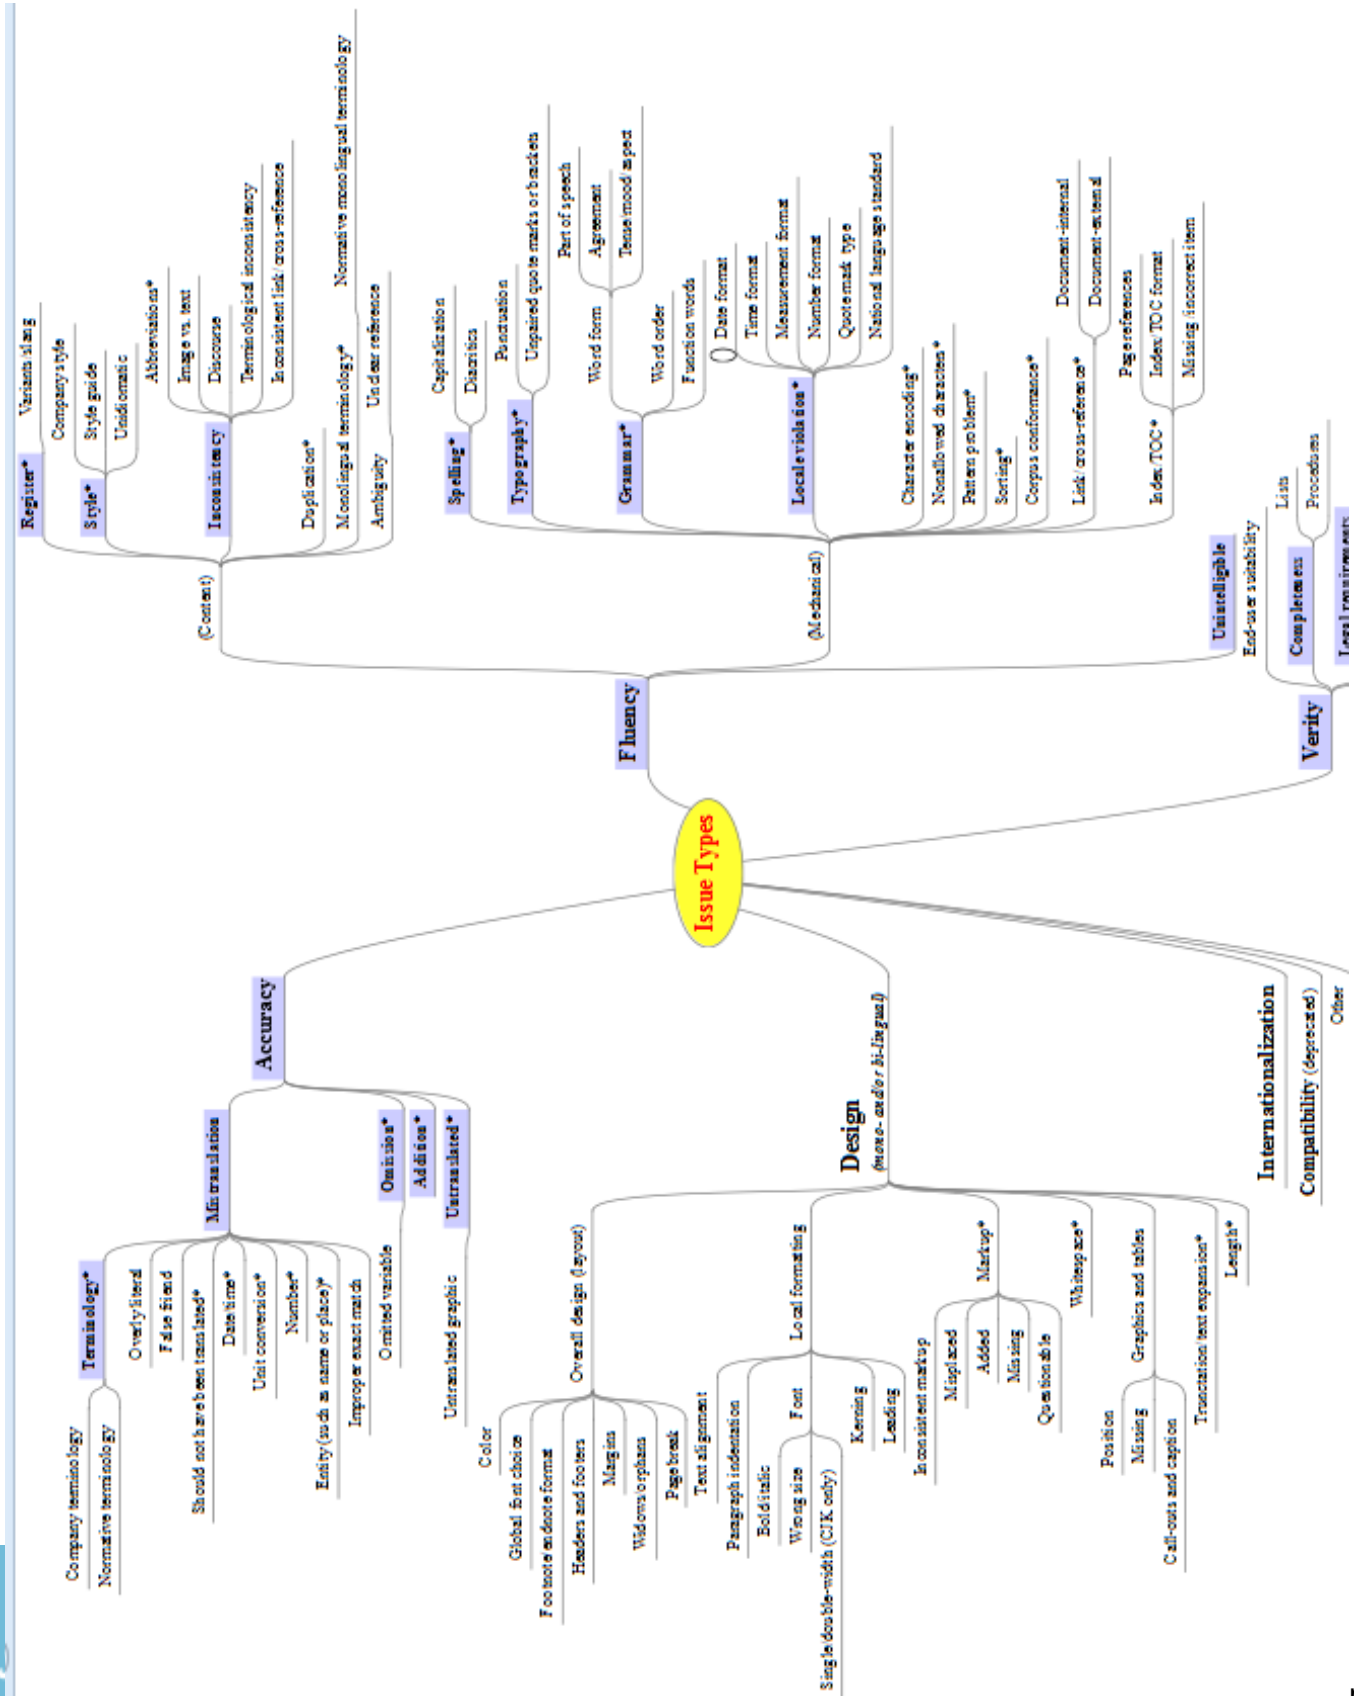 Issue Types
Accuracy
Mistranslation
Terminology*
Company terminology
Normative terminology
Overly literal
False friend
Should not have been translated*
Date/time*
Unit conversion*
Number*
Entity (such as name or place)*
Improper exact match
Omission*
Omitted variable
Addition*
Untranslated*
Untranslated graphic
Design
(mono- and/or bi-lingual)
Overall design (layout)
Color
Global font choice
Footnote/endnote format
Headers and footers
Margins
Widows/orphans
Page break
Local formatting
Text alignment
Paragraph indentation
Font
Bold/italic
Wrong size
Single/double-width (CJK only)
Kerning
Leading
Markup*
Inconsistent markup
Misplaced
Added
Missing
Questionable
Whitespace*
Graphics and tables
Position
Missing
Call-outs and caption
Truncation/text expansion*
Length*
Internationalization
Compatibility (deprecated)
Other
Fluency
(Content)
Register*
Variants/slang
Style*
Company style
Style guide
Unidiomatic
Inconsistency
Abbreviations*
Image vs. text
Discourse
Terminological inconsistency
Inconsistent link/cross-reference
Duplication*
Monolingual terminology*
Normative monolingual terminology
Ambiguity
Unclear reference
(Mechanical)
Spelling*
Capitalization
Diacritics
Typography*
Punctuation
Unpaired quote marks or brackets
Grammar*
Word form
Part of speech
Agreement
Tense/mood/aspect
Word order
Function words
Locale violation*
Date format
Time format
Measurement format
Number format
Quote mark type
National language standard
Character encoding*
Nonallowed characters*
Pattern problem*
Sorting*
Corpus conformance*
Link/cross-reference*
Document-internal
Document-external
Index/TOC*
Page references
Index/TOC format
Missing/incorrect item
Unintelligible
Verity
End-user suitability
Completeness
Lists
Procedures
Legal requirements